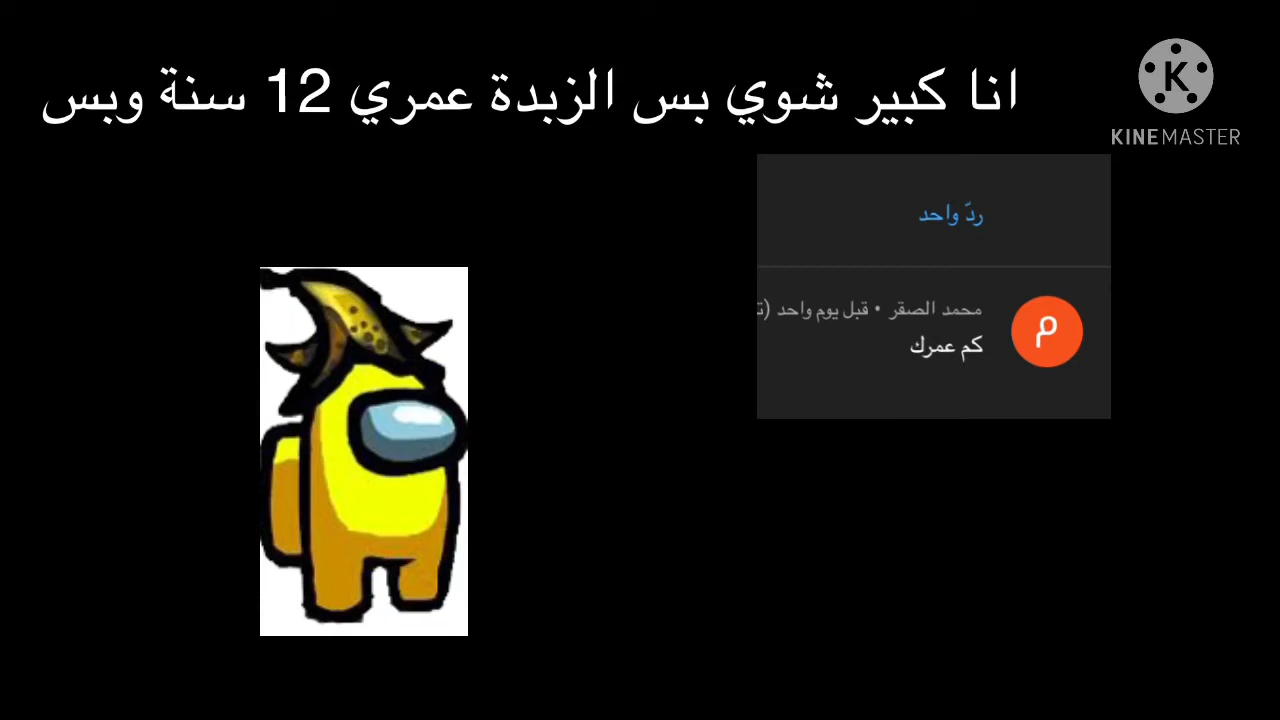 انا كبير شوي بس الزبدة عمري 12 سنة وبس
K
KINEMASTER
ردّ واحد
محمد الصقر • قبل يوم واحد (ت
م
كم عمرك